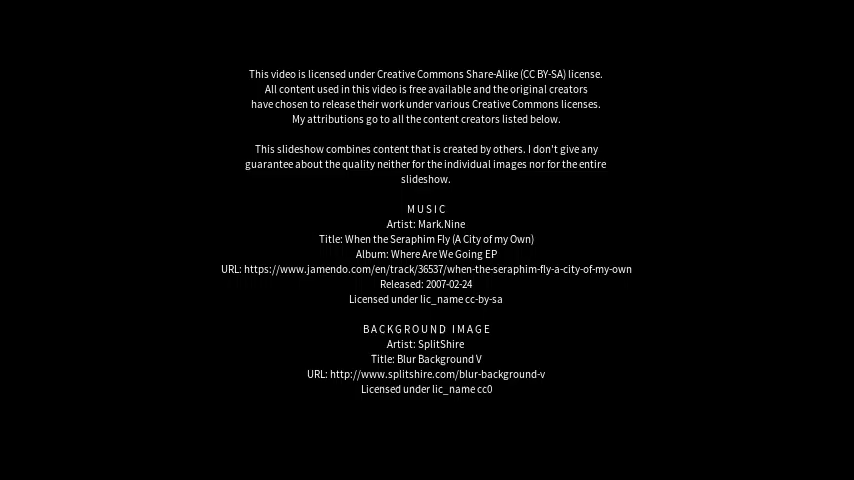 This video is licensed under Creative Commons Share-Alike (CC BY-SA) license.
All content used in this video is free available and the original creators
have chosen to release their work under various Creative Commons licenses.
My attributions go to all the content creators listed below.
This slideshow combines content that is created by others. I don't give any
guarantee about the quality neither for the individual images nor for the entire
slideshow.
MUSIC
Artist: Mark.Nine
Title: When the Seraphim Fly (A City of my Own)
Album: Where Are We Going EP
URL: https://www.jamendo.com/en/track/36537/when-the-seraphim-fly-a-city-of-my-own
Released: 2007-02-24
Licensed under lic_name cc-by-sa
BACKGROUND IMAGE
Artist: SplitShire
Title: Blur Background V
URL: http://www.splitshire.com/blur-background-v
Licensed under lic_name cc0